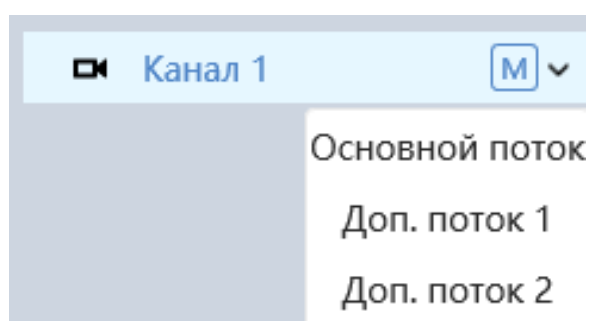 Канал 1 M
Основной поток
Доп. поток 1
Доп. поток 2